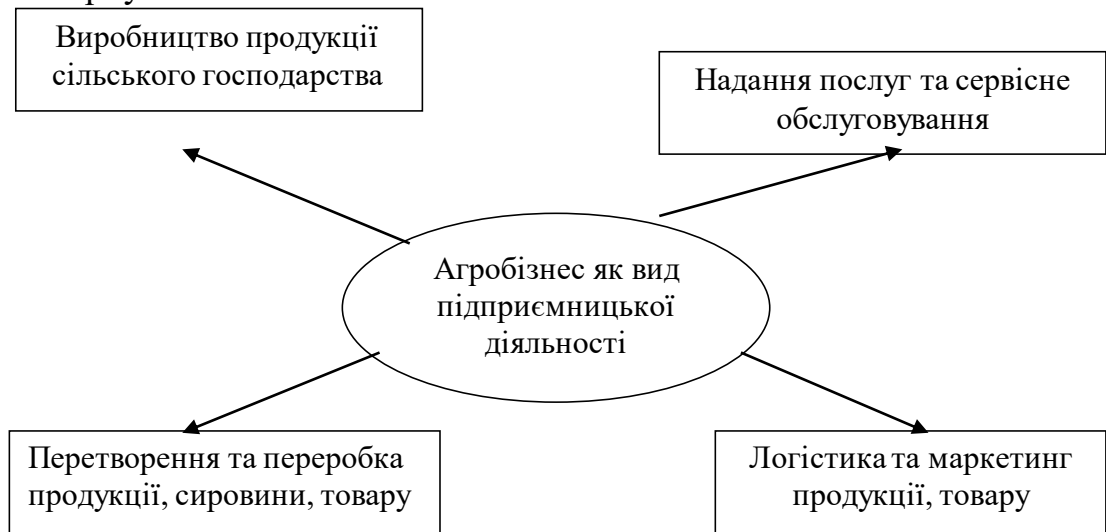 Виробництво продукції
сільського господарства
Надання послуг та сервісне
обслуговування
Агробізнес як вид
підприємницької
діяльності
Перетворення та переробка
продукції, сировини, товару
Логістика та маркетинг
продукції, товару